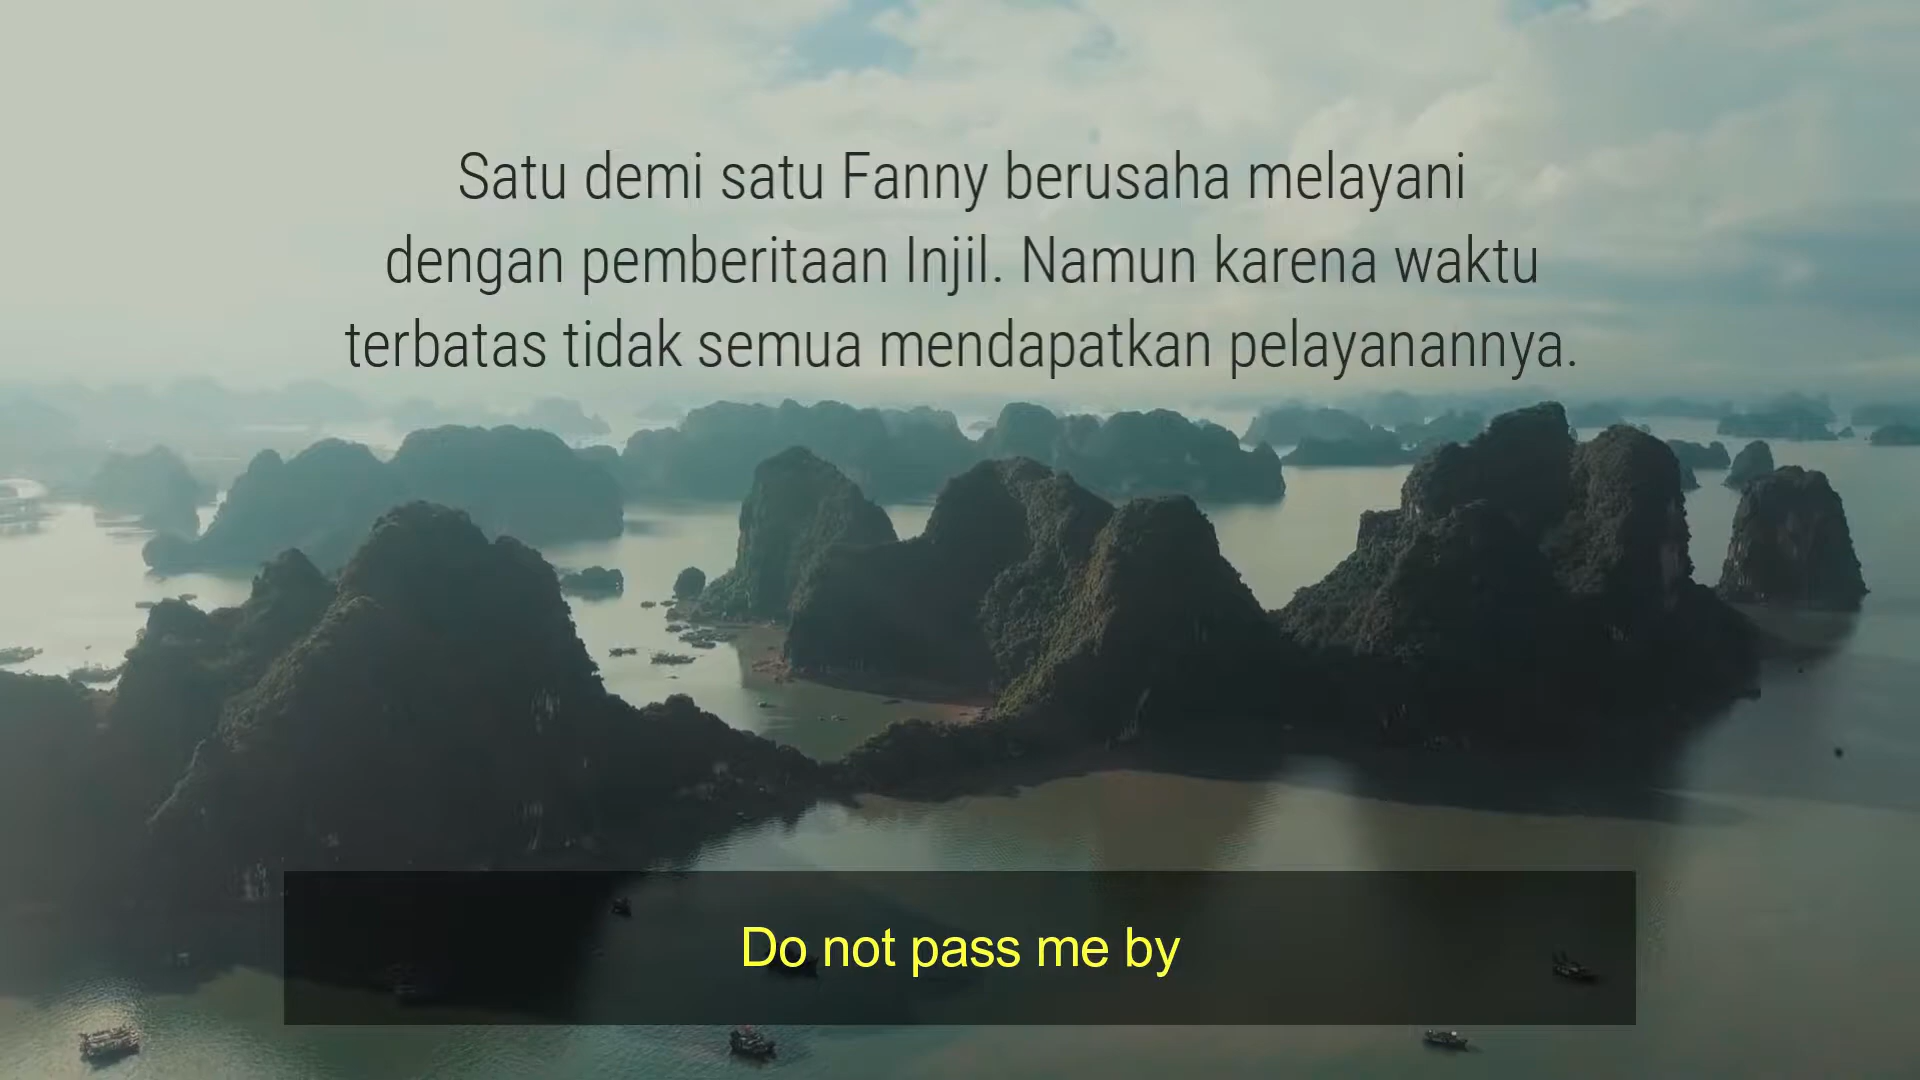 Satu demi satu Fanny berusaha melayani
dengan pemberitaan Injil. Namun karena waktu
terbatas tidak semua mendapatkan pelayanannya.
Do not pass me by